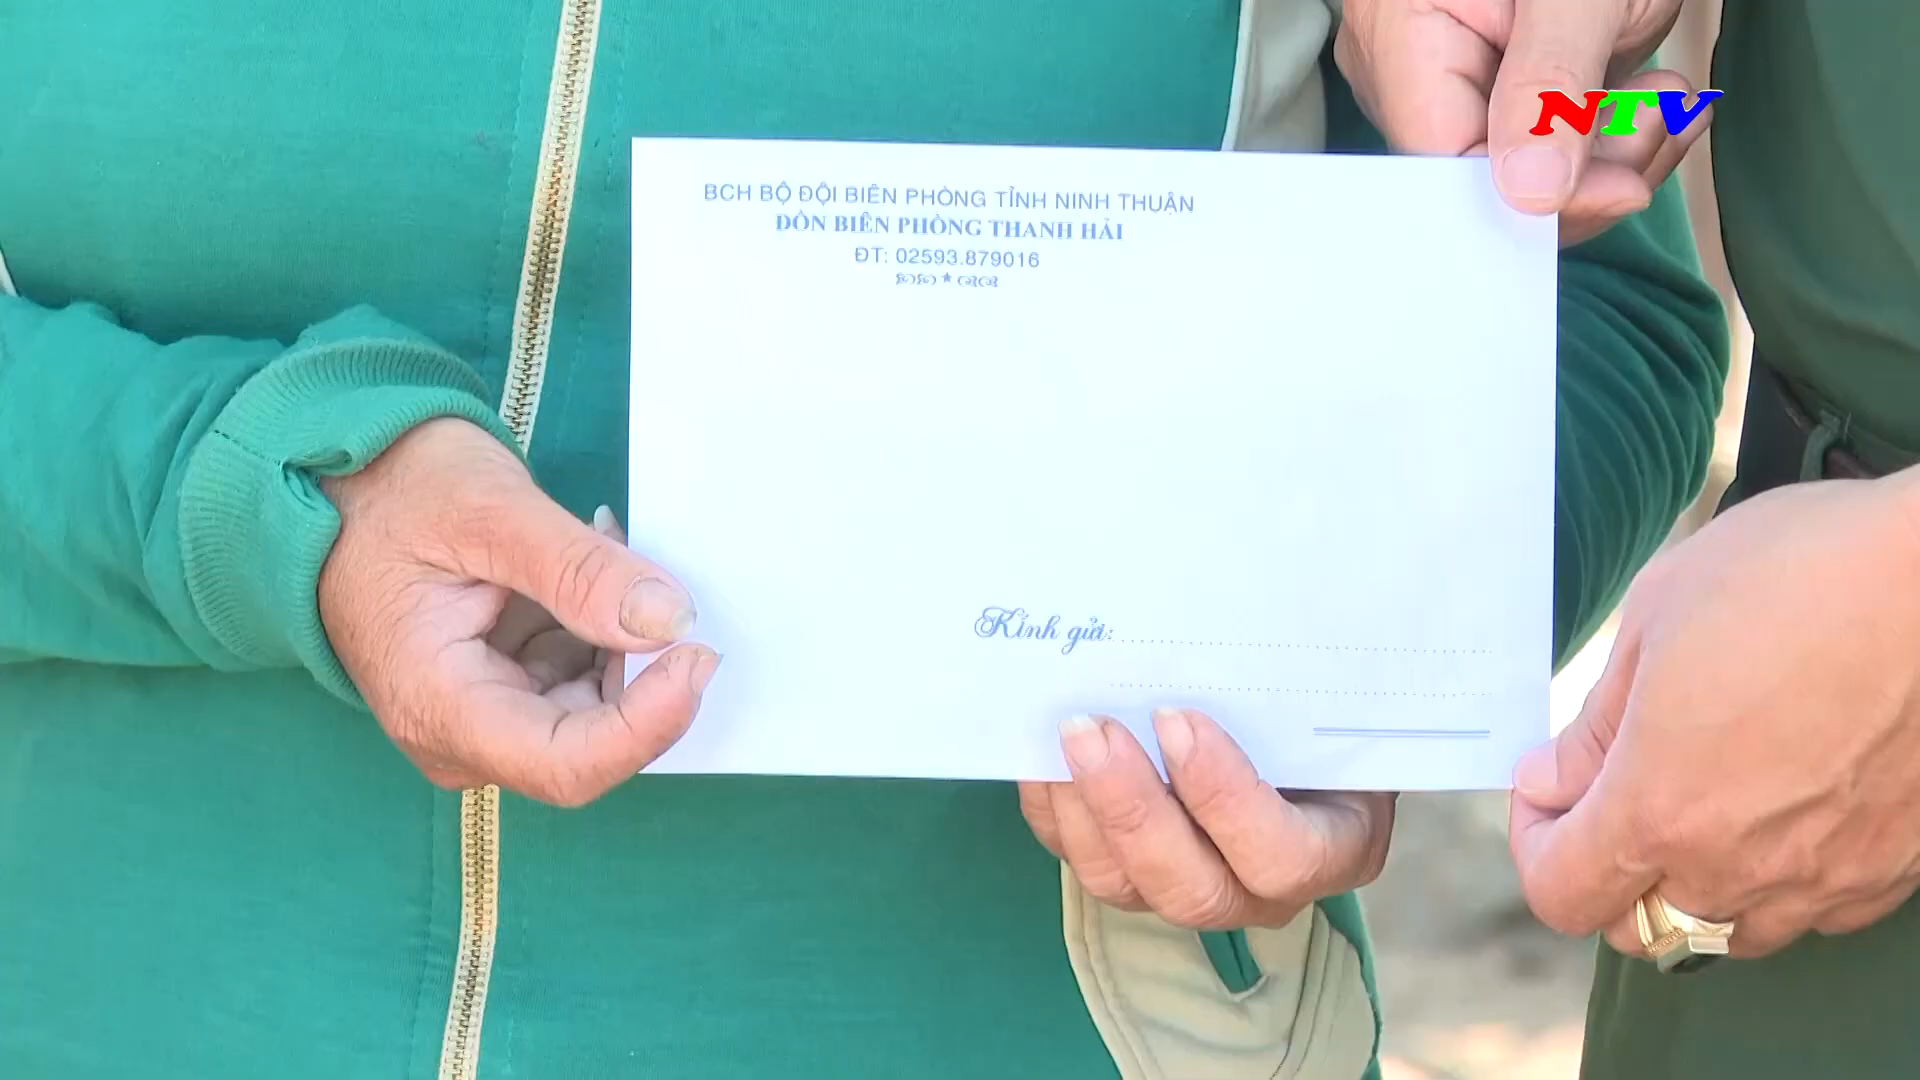 NTV
BCH BỘ ĐỘI BIÊN PHÒNG TỈNH NINH THUẬN
ĐỒN BIÊN PHÒNG THANH HẢI
ĐT: 02593.879016
Kính gửi: